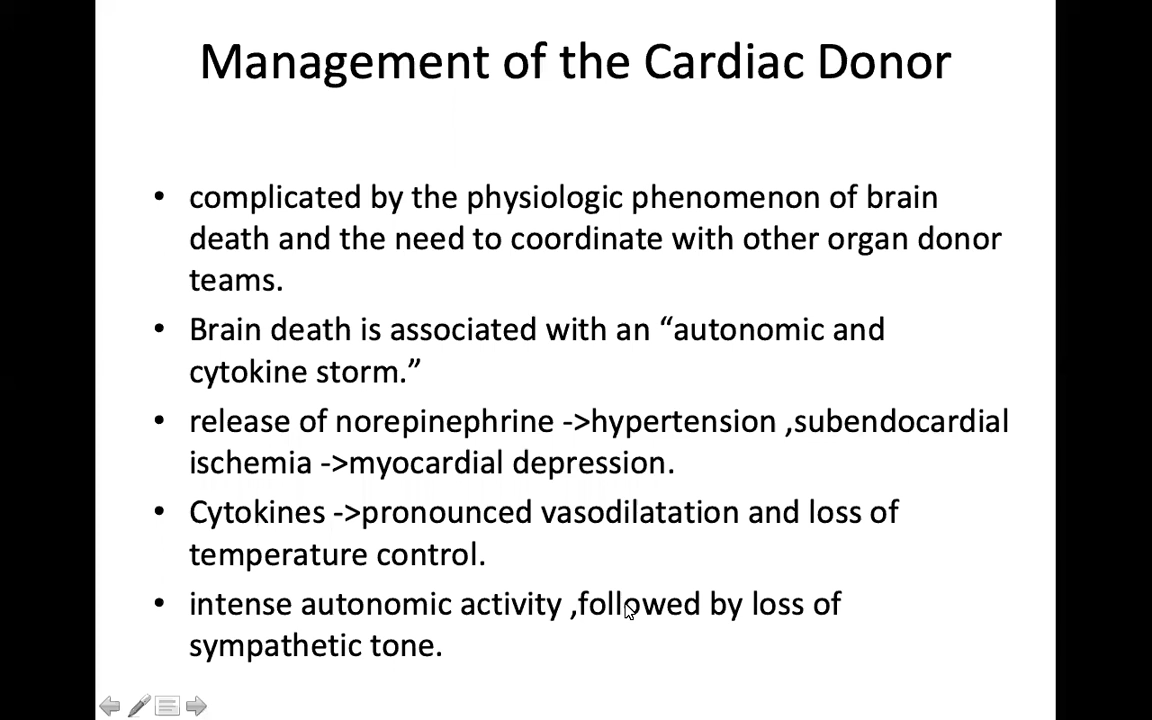 Management of the Cardiac Donor
• complicated by the physiologic phenomenon of brain
death and the need to coordinate with other organ donor
teams.
• Brain death is associated with an “autonomic and
cytokine storm.”
• release of norepinephrine ->hypertension ,subendocardial
ischemia ->myocardial depression.
• Cytokines ->pronounced vasodilatation and loss of
temperature control.
• intense autonomic activity ,followed by loss of
sympathetic tone.